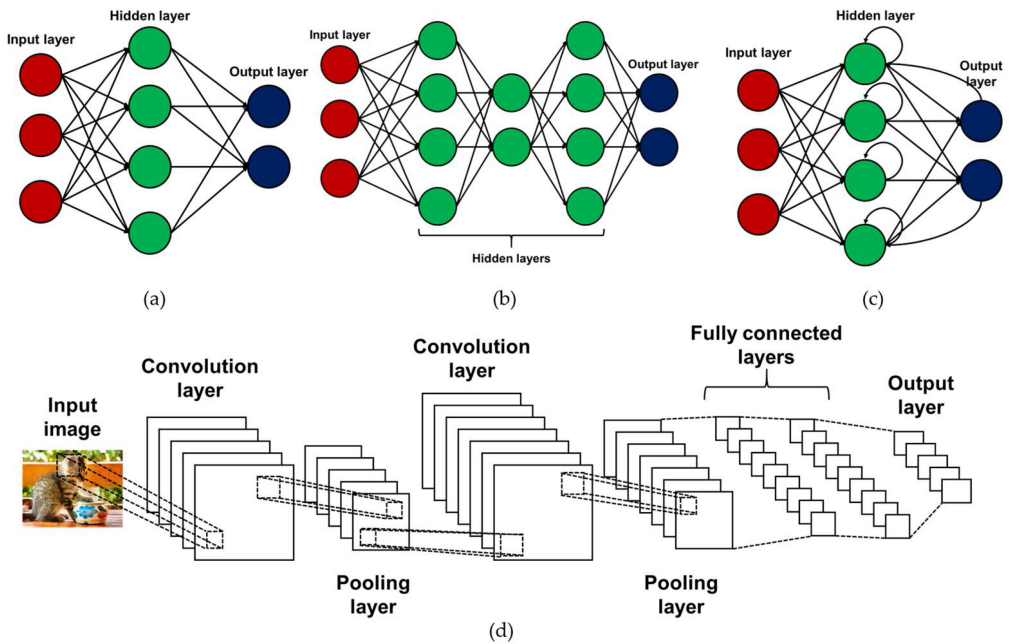 Hidden layer
Input layer
Output layer
(a)
Input layer
Output layer
Hidden layers
(b)
Hidden layer
Input layer
Output
layer
(c)
Input
image
Convolution
layer
Pooling
layer
Convolution
layer
Pooling
layer
Fully connected
layers
Output
layer
(d)